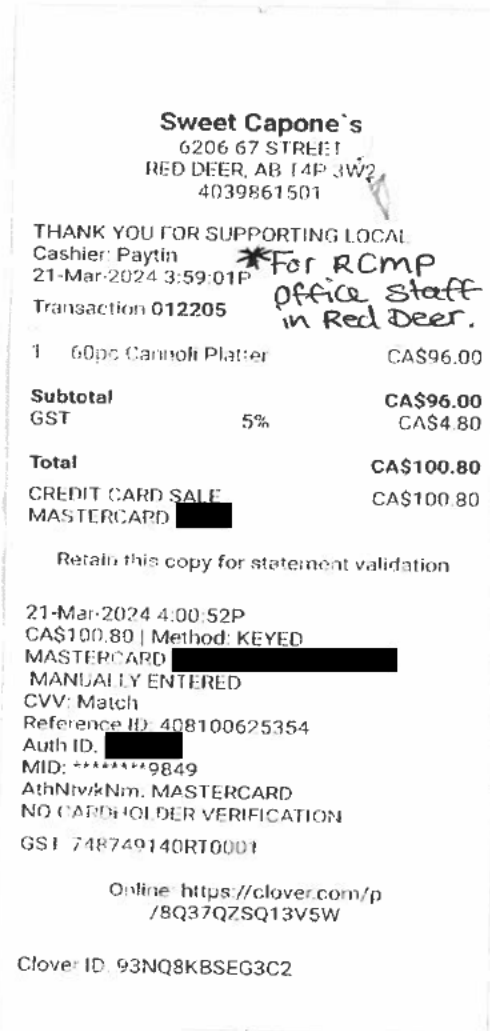 Sweet Capone`s
6206 67 STREET
RED DEER, AB T4P 3W2
4039861501
THANK YOU FOR SUPPORTING LOCAL
Cashier: Paytin
21-Mar-2024 3:59:01P
*For RCMP
office Staff
in Red Deer.
Transaction 012205
1 60pc Cannoli Platter CA$96.00
Subtotal CA$96.00
GST 5% CA$4.80
Total CA$100.80
CREDIT CARD SALE CA$100.80
MASTERCARD
Retain this copy for statement validation
21-Mar-2024 4:00:52P
CA$100.80 | Method: KEYED
MASTERCARD
MANUALLY ENTERED
CVV: Match
Reference ID: 408100625354
Auth ID:
MID: ********9849
AthNtwkNm: MASTERCARD
NO CARDHOLDER VERIFICATION
GST 748749140RT0001
Online: https://clover.com/p
/8Q37QZSQ13V5W
Clover ID: 93NQ8KBSEG3C2